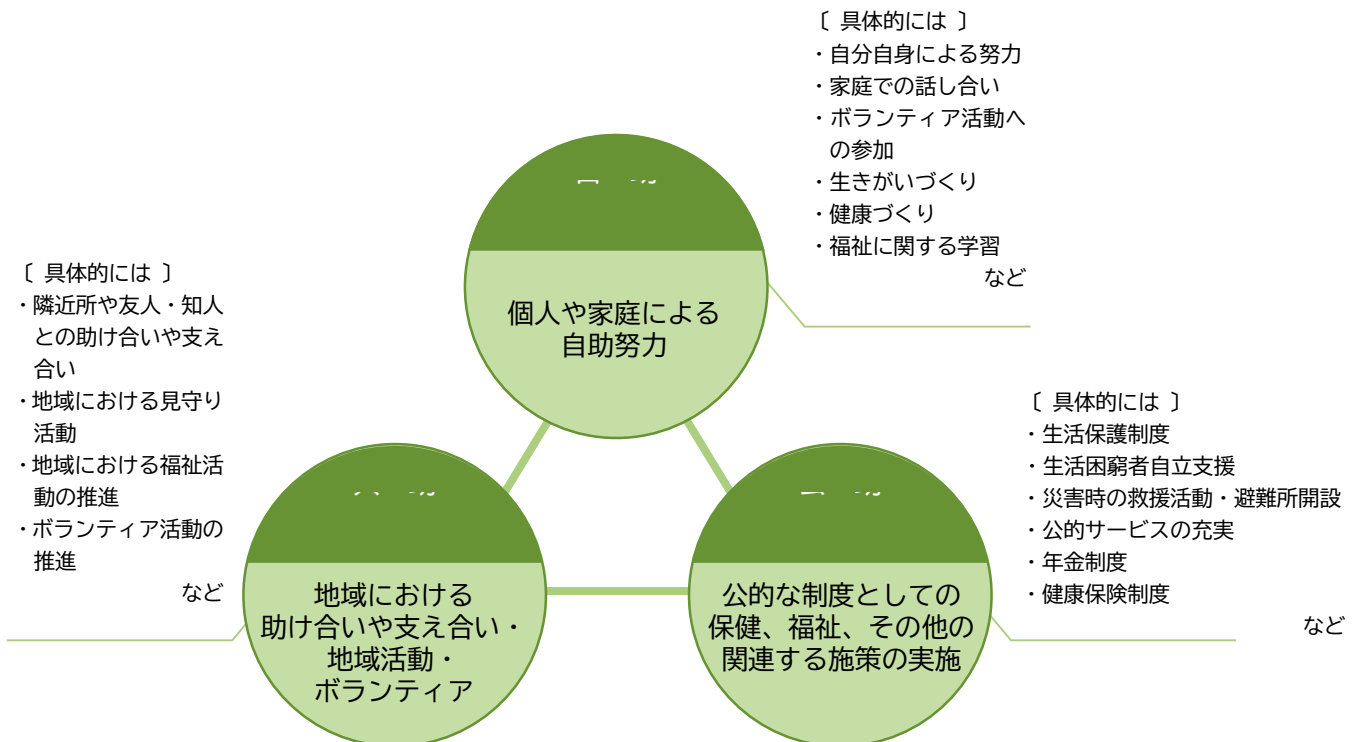 〔 具体的には 〕
・自分自身による努力
・家庭での話し合い
・ボランティア活動へ
の参加
・生きがいづくり
・健康づくり
・福祉に関する学習
など
個人や家庭による
自助努力
〔 具体的には 〕
・隣近所や友人・知人
との助け合いや支え
合い
・地域における見守り
活動
・地域における福祉活
動の推進
・ボランティア活動の
推進
など
地域における
助け合いや支え合い・
地域活動・
ボランティア
〔 具体的には 〕
・生活保護制度
・生活困窮者自立支援
・災害時の救援活動・避難所開設
・公的サービスの充実
・年金制度
・健康保険制度
など
公的な制度としての
保健、福祉、その他の
関連する施策の実施